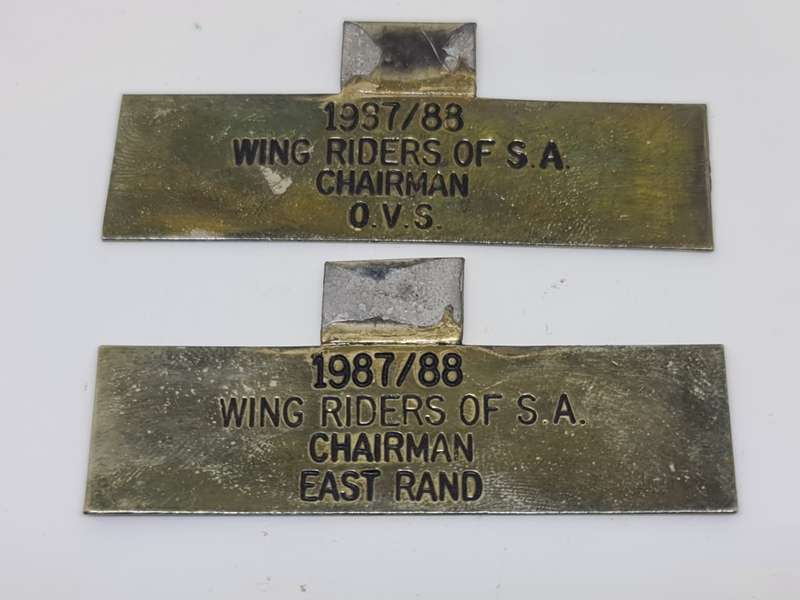 1987/88
WING RIDERS OF S.A.
CHAIRMAN
O.V.S.
1987/88
WING RIDERS OF S.A.
CHAIRMAN
EAST RAND